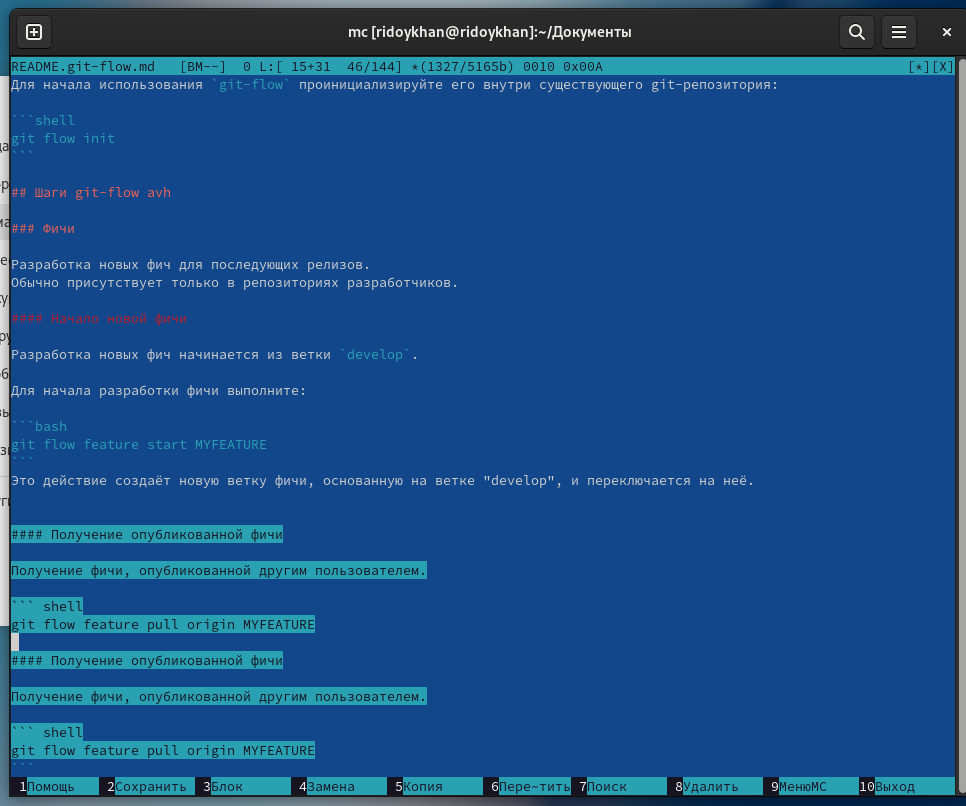 mc [ridoykhan@ridoykhan]:~/Документы
README.git-flow.md [BM--] 0 L:[ 15+31 46/144] *(1327/5165b) 0010 0x00A [*][X]
Для начала использования `git-flow` проинициализируйте его внутри существующего git-репозитория:
```shell
git flow init
```
## Шаги git-flow avh
### Фичи
Разработка новых фич для последующих релизов.
Обычно присутствует только в репозиториях разработчиков.
#### Начало новой фичи
Разработка новых фич начинается из ветки `develop`.
Для начала разработки фичи выполните:
```bash
git flow feature start MYFEATURE
```
Это действие создаёт новую ветку фичи, основанную на ветке "develop", и переключается на неё.
#### Получение опубликованной фичи
Получение фичи, опубликованной другим пользователем.
``` shell
git flow feature pull origin MYFEATURE
#### Получение опубликованной фичи
Получение фичи, опубликованной другим пользователем.
``` shell
git flow feature pull origin MYFEATURE
```
1Помощь 2Сохранить 3Блок 4Замена 5Копия 6Пере~тить 7Поиск 8Удалить 9МенюMC 10Выход